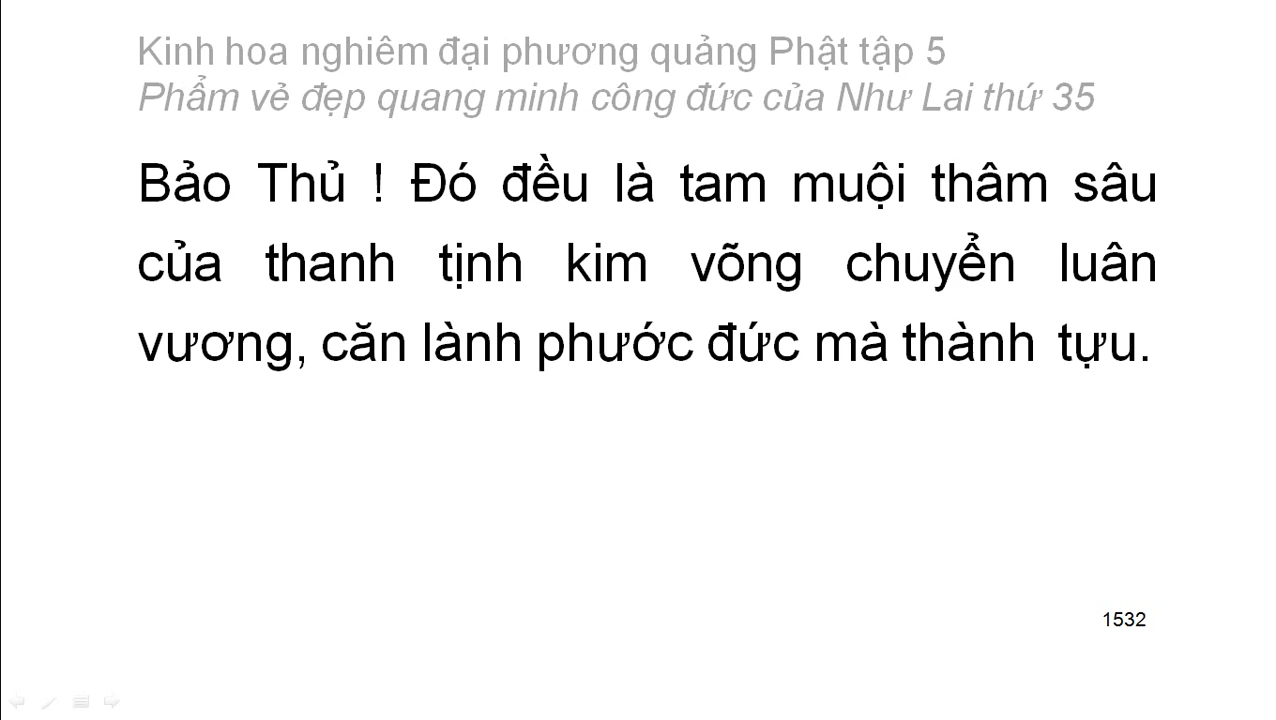 Kinh hoa nghiêm đại phương quảng Phật tập 5
Phẩm vẻ đẹp quang minh công đức của Như Lai thứ 35
Bảo Thủ ! Đó đều là tam muội thâm sâu
của thanh tịnh kim võng chuyển luân
vương, căn lành phước đức mà thành tựu.
1532